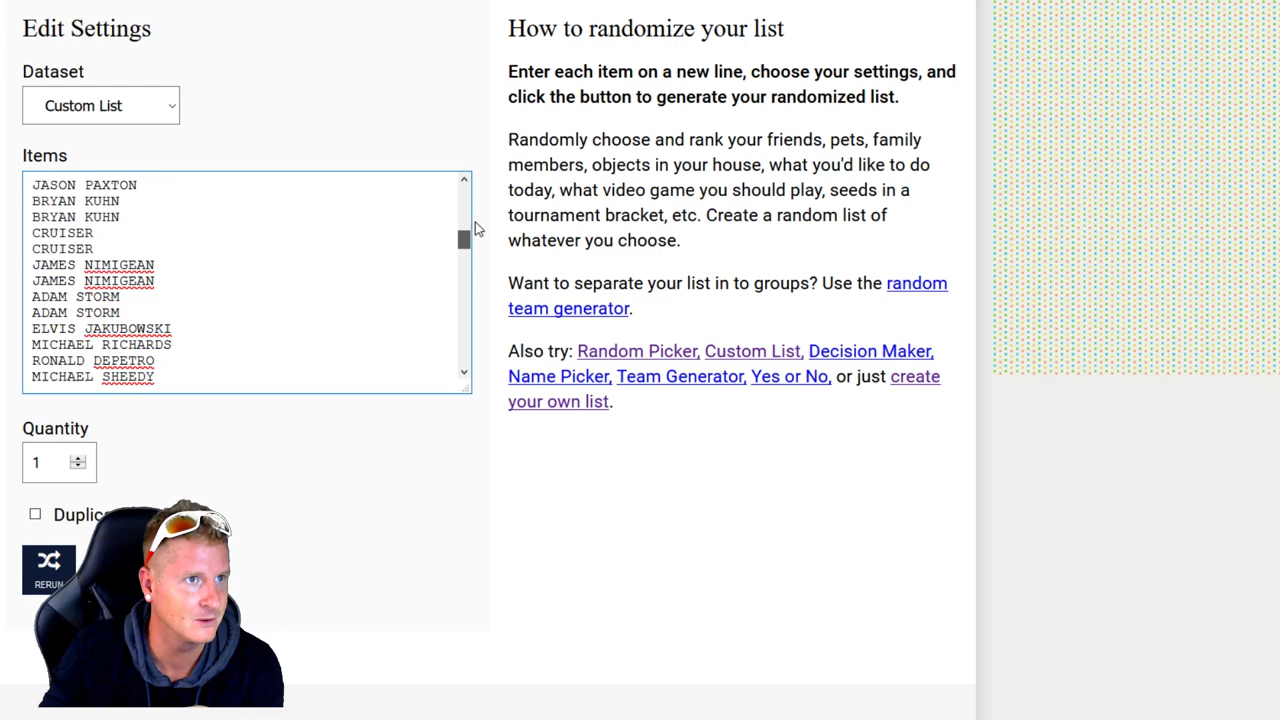 Edit Settings
Dataset
Custom List
Items
JASON PAXTON
BRYAN KUHN
BRYAN KUHN
CRUISER
CRUISER
JAMES NIMIGEAN
JAMES NIMIGEAN
ADAM STORM
ADAM STORM
ELVIS JAKUBOWSKI
MICHAEL RICHARDS
RONALD DEPETRO
MICHAEL SHEEDY
Quantity
1
RERUN
How to randomize your list
Enter each item on a new line, choose your settings, and
click the button to generate your randomized list.
Randomly choose and rank your friends, pets, family
members, objects in your house, what you'd like to do
today, what video game you should play, seeds in a
tournament bracket, etc. Create a random list of
whatever you choose.
Want to separate your list in to groups? Use the random
team generator.
Also try: Random Picker, Custom List, Decision Maker,
Name Picker, Team Generator, Yes or No, or just create
your own list.